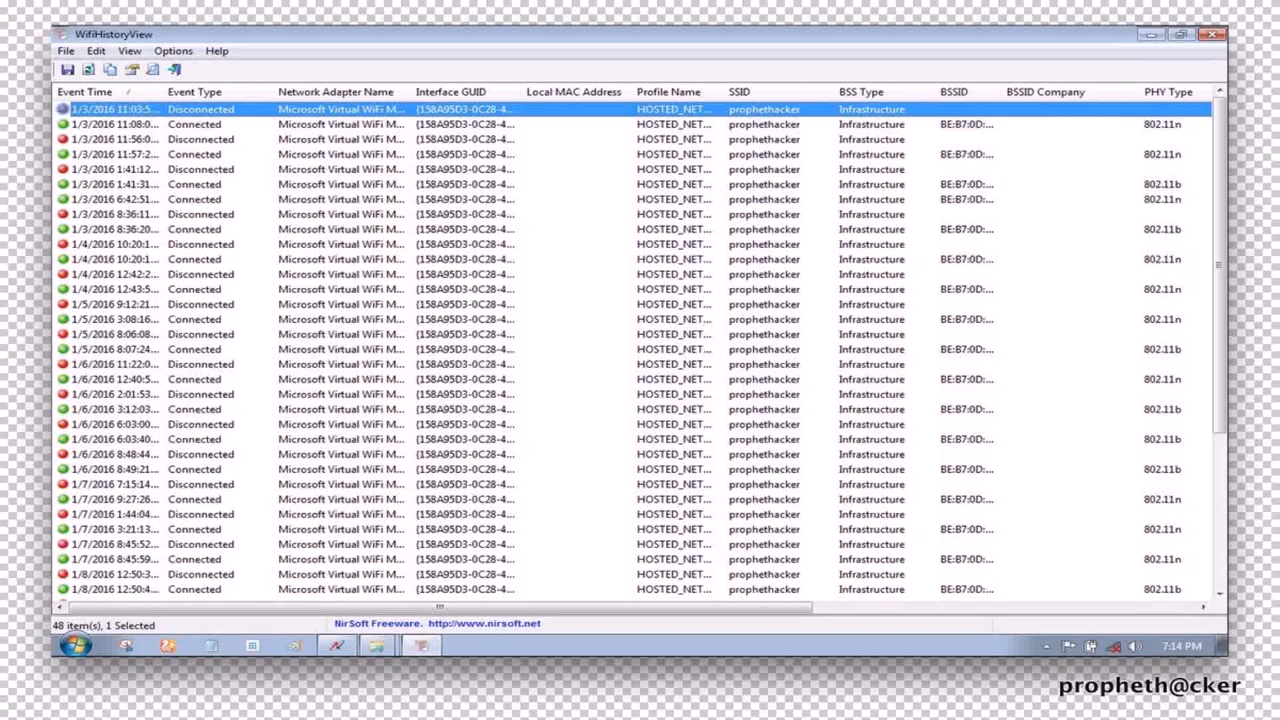 WifiHistoryView
File Edit View Options Help
Event Time / Event Type Network Adapter Name Interface GUID Local MAC Address Profile Name SSID BSS Type BSSID BSSID Company PHY Type
1/3/2016 11:03:5... Disconnected Microsoft Virtual WiFi M... {158A95D3-0C28-4... HOSTED_NET... prophethacker Infrastructure
1/3/2016 11:08:0... Connected Microsoft Virtual WiFi M... {158A95D3-0C28-4... HOSTED_NET... prophethacker Infrastructure BE:B7:0D:... 802.11n
1/3/2016 11:56:0... Disconnected Microsoft Virtual WiFi M... {158A95D3-0C28-4... HOSTED_NET... prophethacker Infrastructure
1/3/2016 11:57:2... Connected Microsoft Virtual WiFi M... {158A95D3-0C28-4... HOSTED_NET... prophethacker Infrastructure BE:B7:0D:... 802.11n
1/3/2016 1:41:12... Disconnected Microsoft Virtual WiFi M... {158A95D3-0C28-4... HOSTED_NET... prophethacker Infrastructure
1/3/2016 1:41:31... Connected Microsoft Virtual WiFi M... {158A95D3-0C28-4... HOSTED_NET... prophethacker Infrastructure BE:B7:0D:... 802.11b
1/3/2016 6:42:51... Connected Microsoft Virtual WiFi M... {158A95D3-0C28-4... HOSTED_NET... prophethacker Infrastructure BE:B7:0D:... 802.11n
1/3/2016 8:36:11... Disconnected Microsoft Virtual WiFi M... {158A95D3-0C28-4... HOSTED_NET... prophethacker Infrastructure
1/3/2016 8:36:20... Connected Microsoft Virtual WiFi M... {158A95D3-0C28-4... HOSTED_NET... prophethacker Infrastructure BE:B7:0D:... 802.11n
1/4/2016 10:20:1... Disconnected Microsoft Virtual WiFi M... {158A95D3-0C28-4... HOSTED_NET... prophethacker Infrastructure
1/4/2016 10:20:1... Connected Microsoft Virtual WiFi M... {158A95D3-0C28-4... HOSTED_NET... prophethacker Infrastructure BE:B7:0D:... 802.11n
1/4/2016 12:42:2... Disconnected Microsoft Virtual WiFi M... {158A95D3-0C28-4... HOSTED_NET... prophethacker Infrastructure
1/4/2016 12:43:5... Connected Microsoft Virtual WiFi M... {158A95D3-0C28-4... HOSTED_NET... prophethacker Infrastructure BE:B7:0D:... 802.11n
1/5/2016 9:12:21... Disconnected Microsoft Virtual WiFi M... {158A95D3-0C28-4... HOSTED_NET... prophethacker Infrastructure
1/5/2016 3:08:16... Connected Microsoft Virtual WiFi M... {158A95D3-0C28-4... HOSTED_NET... prophethacker Infrastructure BE:B7:0D:... 802.11n
1/5/2016 8:06:08... Disconnected Microsoft Virtual WiFi M... {158A95D3-0C28-4... HOSTED_NET... prophethacker Infrastructure
1/5/2016 8:07:24... Connected Microsoft Virtual WiFi M... {158A95D3-0C28-4... HOSTED_NET... prophethacker Infrastructure BE:B7:0D:... 802.11n
1/6/2016 11:22:0... Disconnected Microsoft Virtual WiFi M... {158A95D3-0C28-4... HOSTED_NET... prophethacker Infrastructure
1/6/2016 12:40:5... Connected Microsoft Virtual WiFi M... {158A95D3-0C28-4... HOSTED_NET... prophethacker Infrastructure BE:B7:0D:... 802.11n
1/6/2016 2:01:53... Disconnected Microsoft Virtual WiFi M... {158A95D3-0C28-4... HOSTED_NET... prophethacker Infrastructure
1/6/2016 3:12:03... Connected Microsoft Virtual WiFi M... {158A95D3-0C28-4... HOSTED_NET... prophethacker Infrastructure BE:B7:0D:... 802.11b
1/6/2016 6:03:00... Disconnected Microsoft Virtual WiFi M... {158A95D3-0C28-4... HOSTED_NET... prophethacker Infrastructure
1/6/2016 6:03:40... Connected Microsoft Virtual WiFi M... {158A95D3-0C28-4... HOSTED_NET... prophethacker Infrastructure BE:B7:0D:... 802.11b
1/6/2016 8:48:44... Disconnected Microsoft Virtual WiFi M... {158A95D3-0C28-4... HOSTED_NET... prophethacker Infrastructure
1/6/2016 8:49:21... Connected Microsoft Virtual WiFi M... {158A95D3-0C28-4... HOSTED_NET... prophethacker Infrastructure BE:B7:0D:... 802.11b
1/7/2016 7:15:14... Disconnected Microsoft Virtual WiFi M... {158A95D3-0C28-4... HOSTED_NET... prophethacker Infrastructure
1/7/2016 9:27:26... Connected Microsoft Virtual WiFi M... {158A95D3-0C28-4... HOSTED_NET... prophethacker Infrastructure BE:B7:0D:... 802.11n
1/7/2016 1:44:04... Disconnected Microsoft Virtual WiFi M... {158A95D3-0C28-4... HOSTED_NET... prophethacker Infrastructure
1/7/2016 3:21:13... Connected Microsoft Virtual WiFi M... {158A95D3-0C28-4... HOSTED_NET... prophethacker Infrastructure BE:B7:0D:... 802.11n
1/7/2016 8:45:52... Disconnected Microsoft Virtual WiFi M... {158A95D3-0C28-4... HOSTED_NET... prophethacker Infrastructure
1/7/2016 8:45:59... Connected Microsoft Virtual WiFi M... {158A95D3-0C28-4... HOSTED_NET... prophethacker Infrastructure BE:B7:0D:... 802.11n
1/8/2016 12:50:3... Disconnected Microsoft Virtual WiFi M... {158A95D3-0C28-4... HOSTED_NET... prophethacker Infrastructure
1/8/2016 12:50:4... Connected Microsoft Virtual WiFi M... {158A95D3-0C28-4... HOSTED_NET... prophethacker Infrastructure BE:B7:0D:... 802.11b
48 item(s), 1 Selected NirSoft Freeware. http://www.nirsoft.net
7:14 PM
propheth@cker